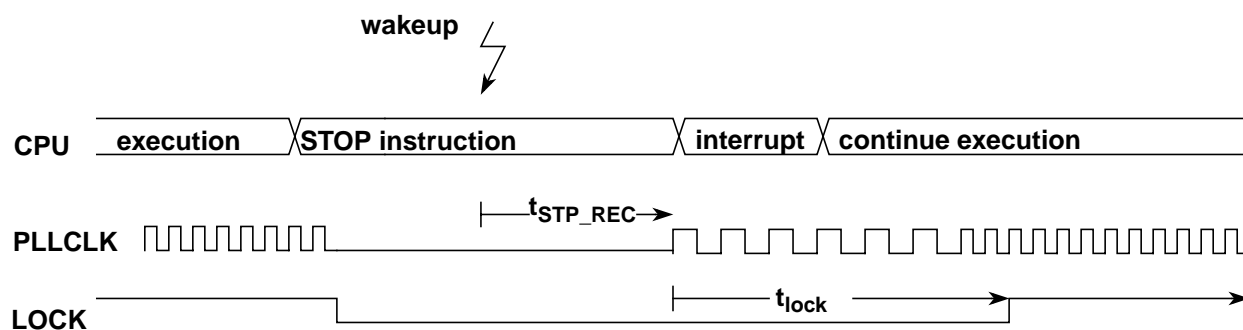 wakeup
CPU execution STOP instruction interrupt continue execution
tSTP_REC
PLLCLK
tlock
LOCK